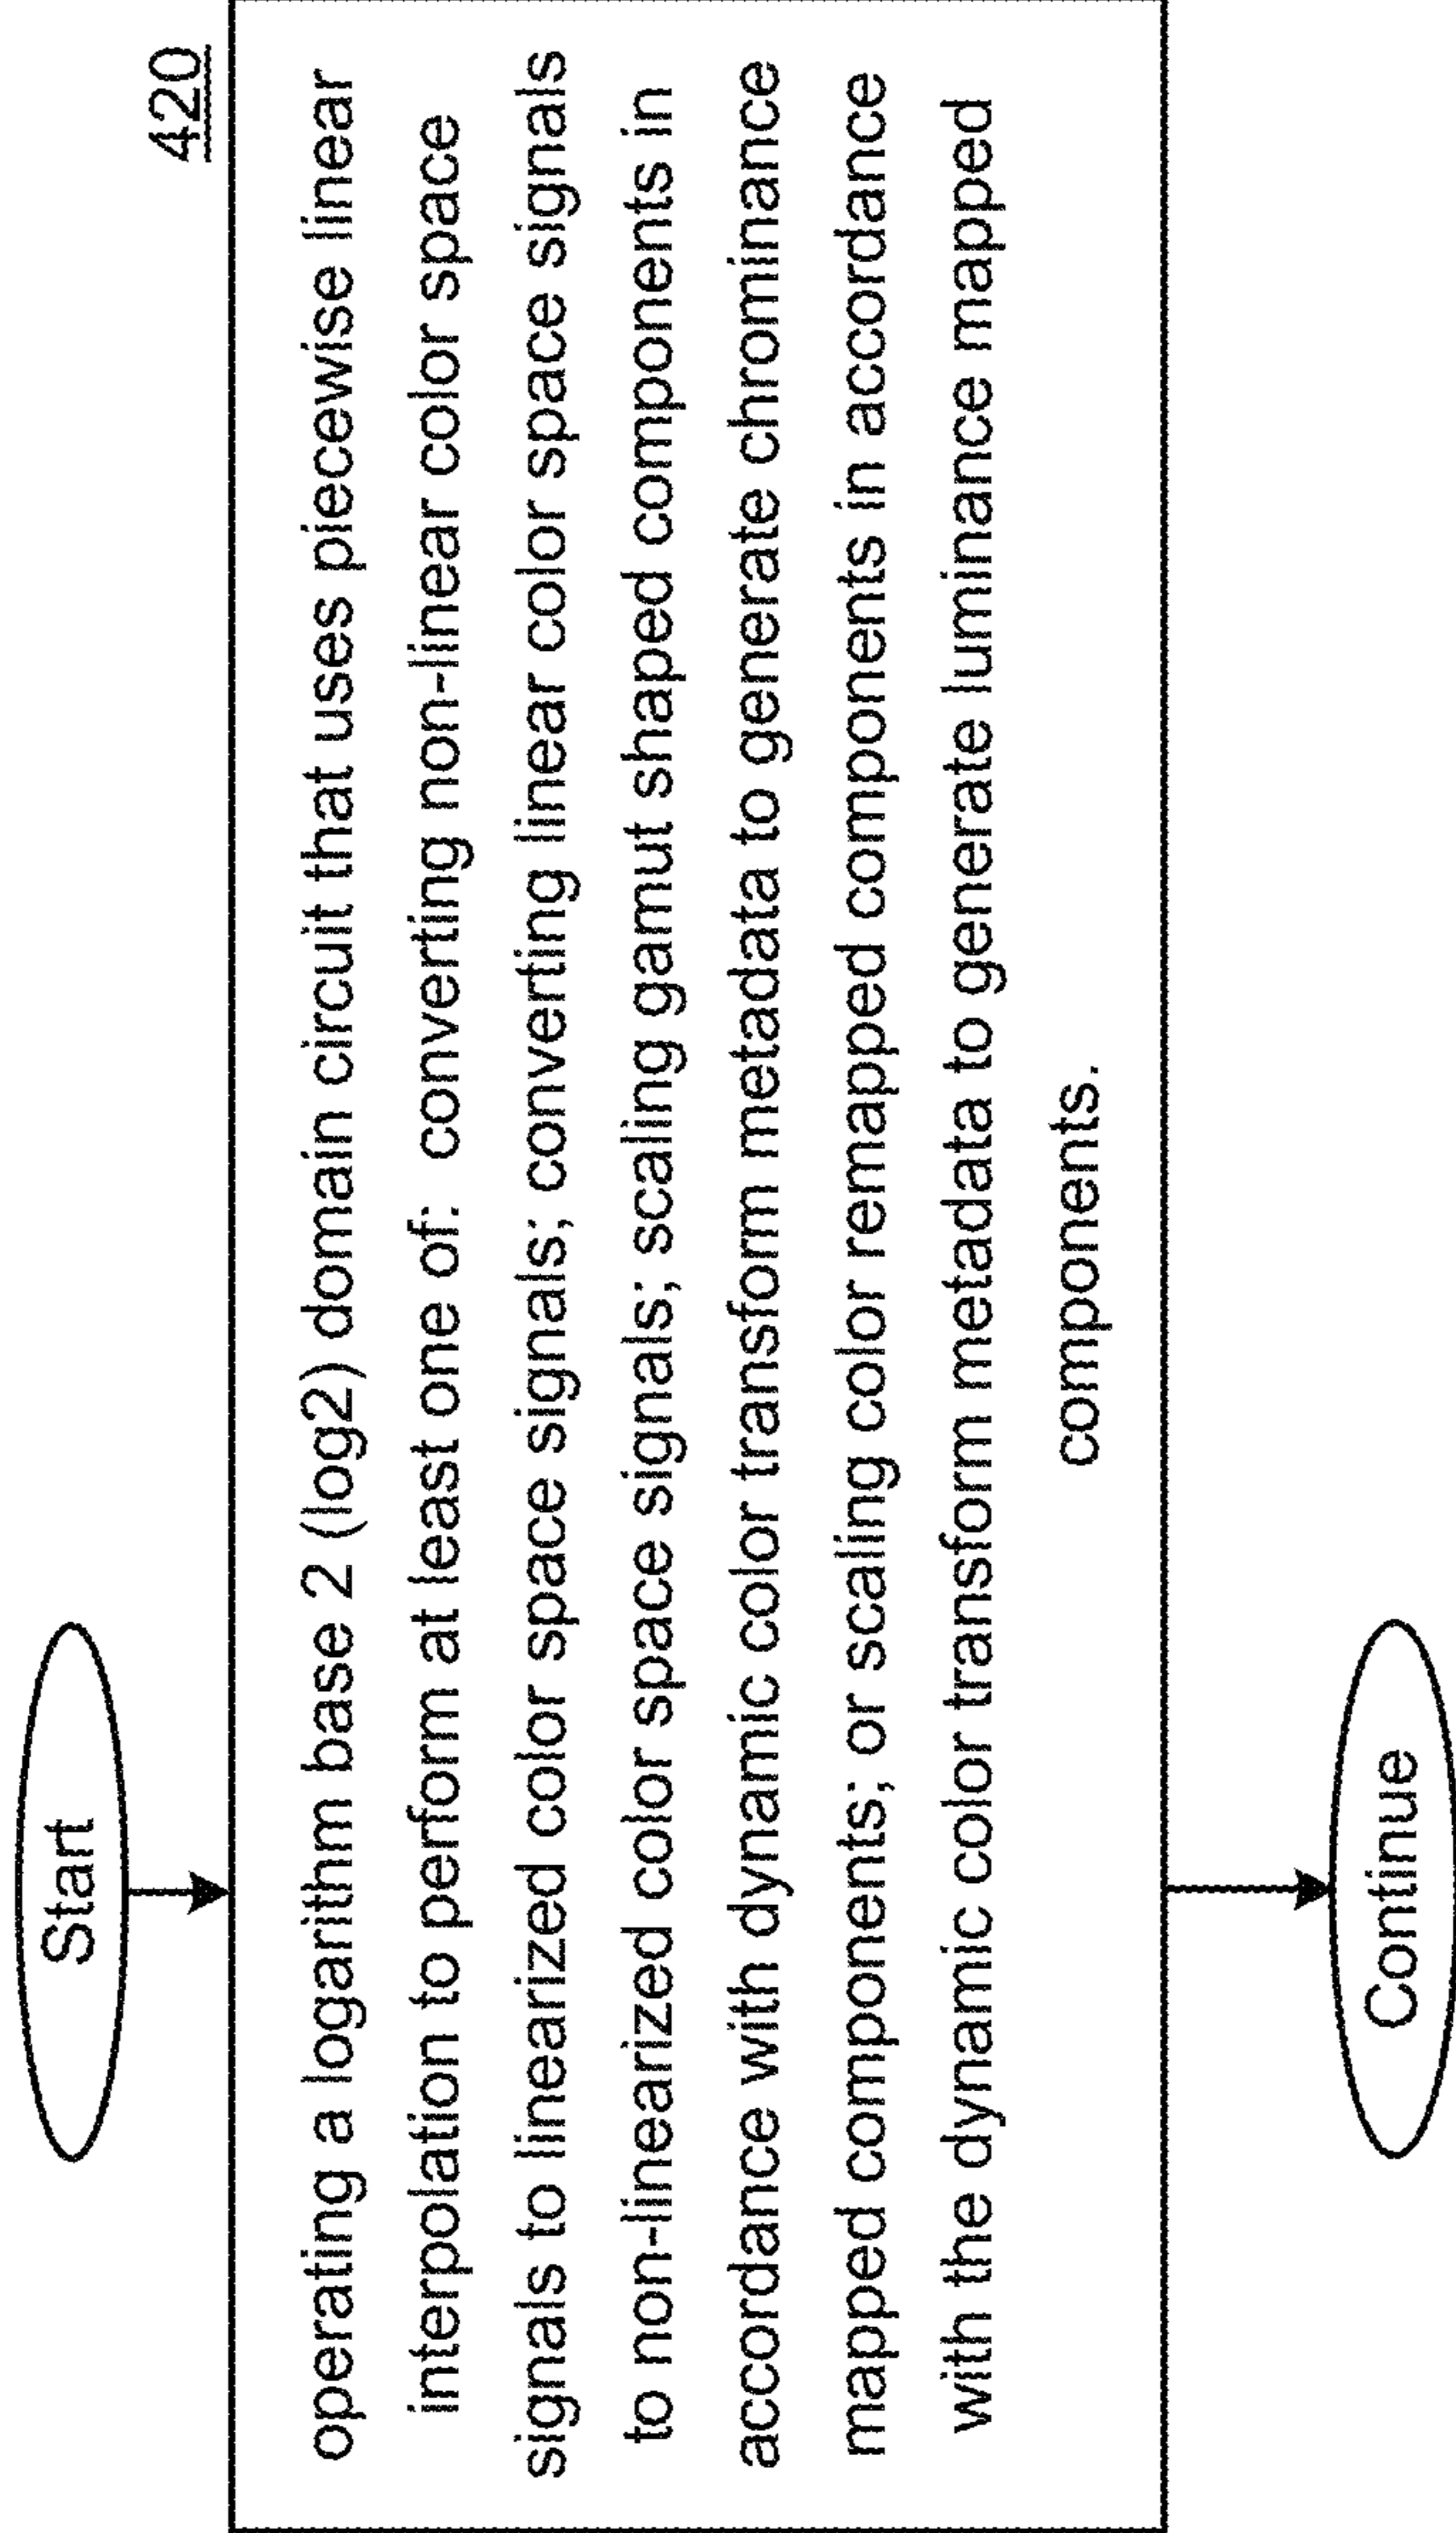 420
Start
operating a logarithm base 2 (log2) domain circuit that uses piecewise linear
interpolation to perform at least one of: converting non-linear color space
signals to linearized color space signals; converting linear color space signals
to non-linearized color space signals; scaling gamut shaped components in
accordance with dynamic color transform metadata to generate chrominance
mapped components; or scaling color remapped components in accordance
with the dynamic color transform metadata to generate luminance mapped
components.
Continue